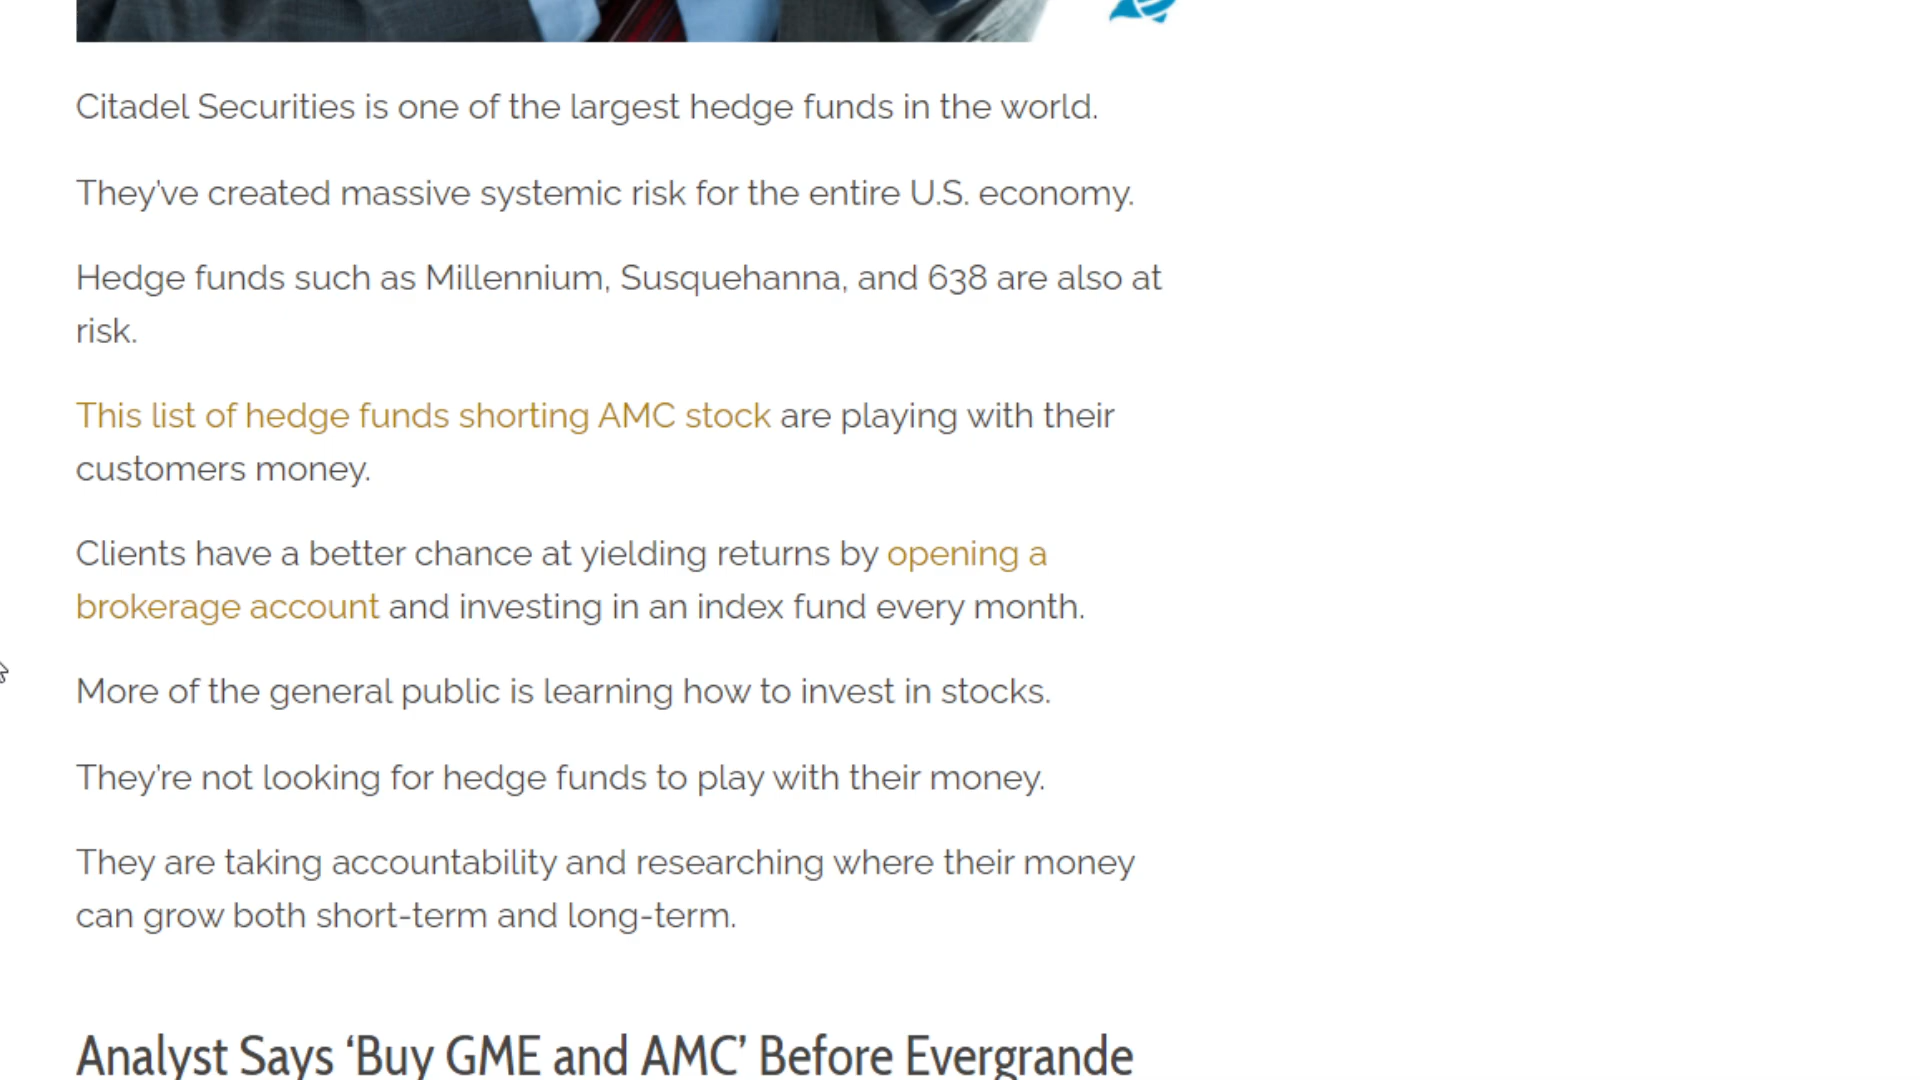 Citadel Securities is one of the largest hedge funds in the world.
They've created massive systemic risk for the entire U.S. economy.
Hedge funds such as Millennium, Susquehanna, and 638 are also at
risk.
This list of hedge funds shorting AMC stock are playing with their
customers money.
Clients have a better chance at yielding returns by opening a
brokerage account and investing in an index fund every month.
More of the general public is learning how to invest in stocks.
They're not looking for hedge funds to play with their money.
They are taking accountability and researching where their money
can grow both short-term and long-term.
Analyst Says ‘Buy GME and AMC’ Before Evergrande